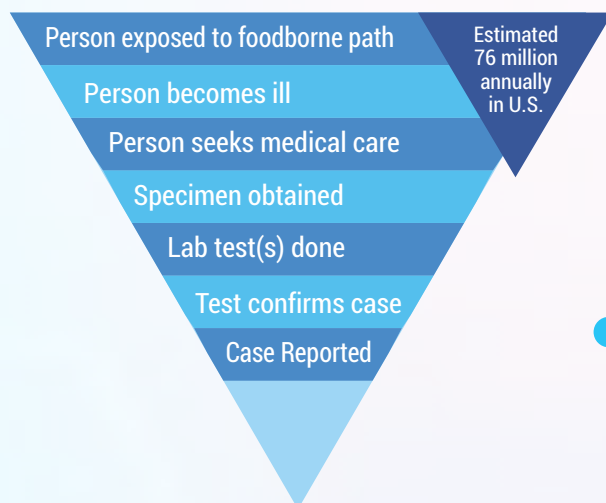 Person exposed to foodborne path
Person becomes ill
Person seeks medical care
Specimen obtained
Lab test(s) done
Test confirms case
Case Reported
Estimated
76 million
annually
in U.S.